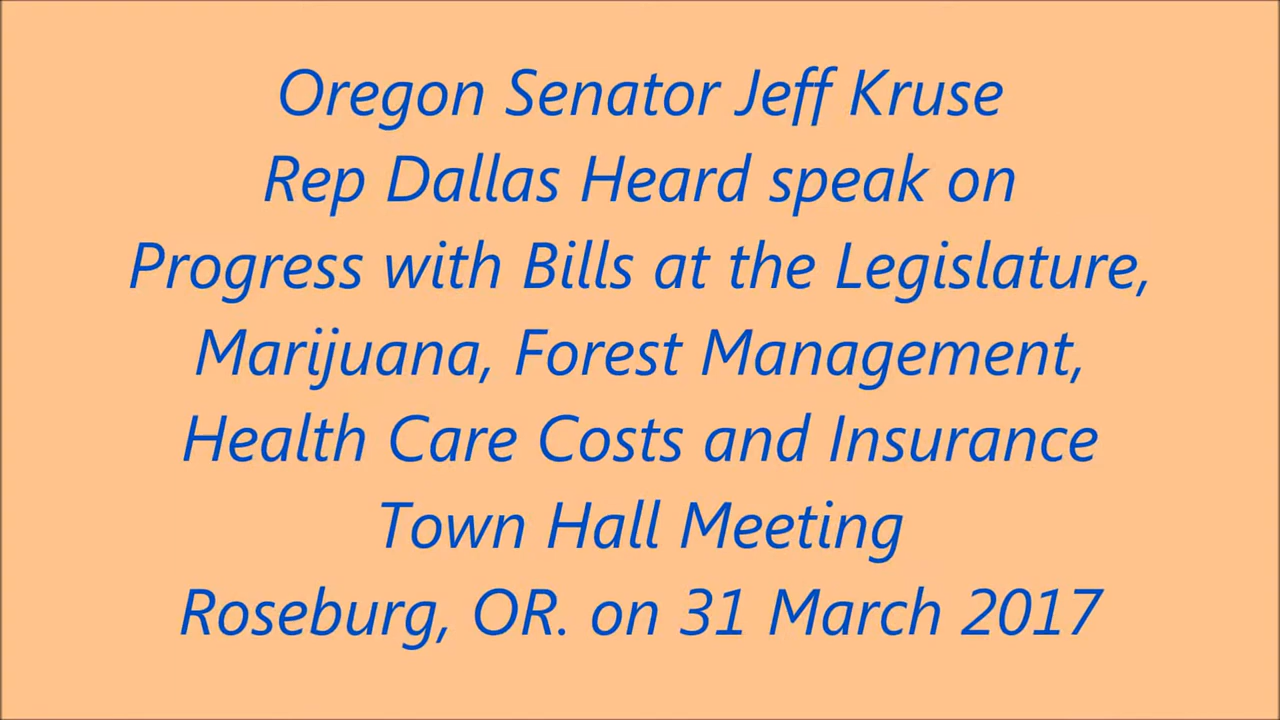 Oregon Senator Jeff Kruse
Rep Dallas Heard speak on
Progress with Bills at the Legislature,
Marijuana, Forest Management,
Health Care Costs and Insurance
Town Hall Meeting
Roseburg, OR. on 31 March 2017